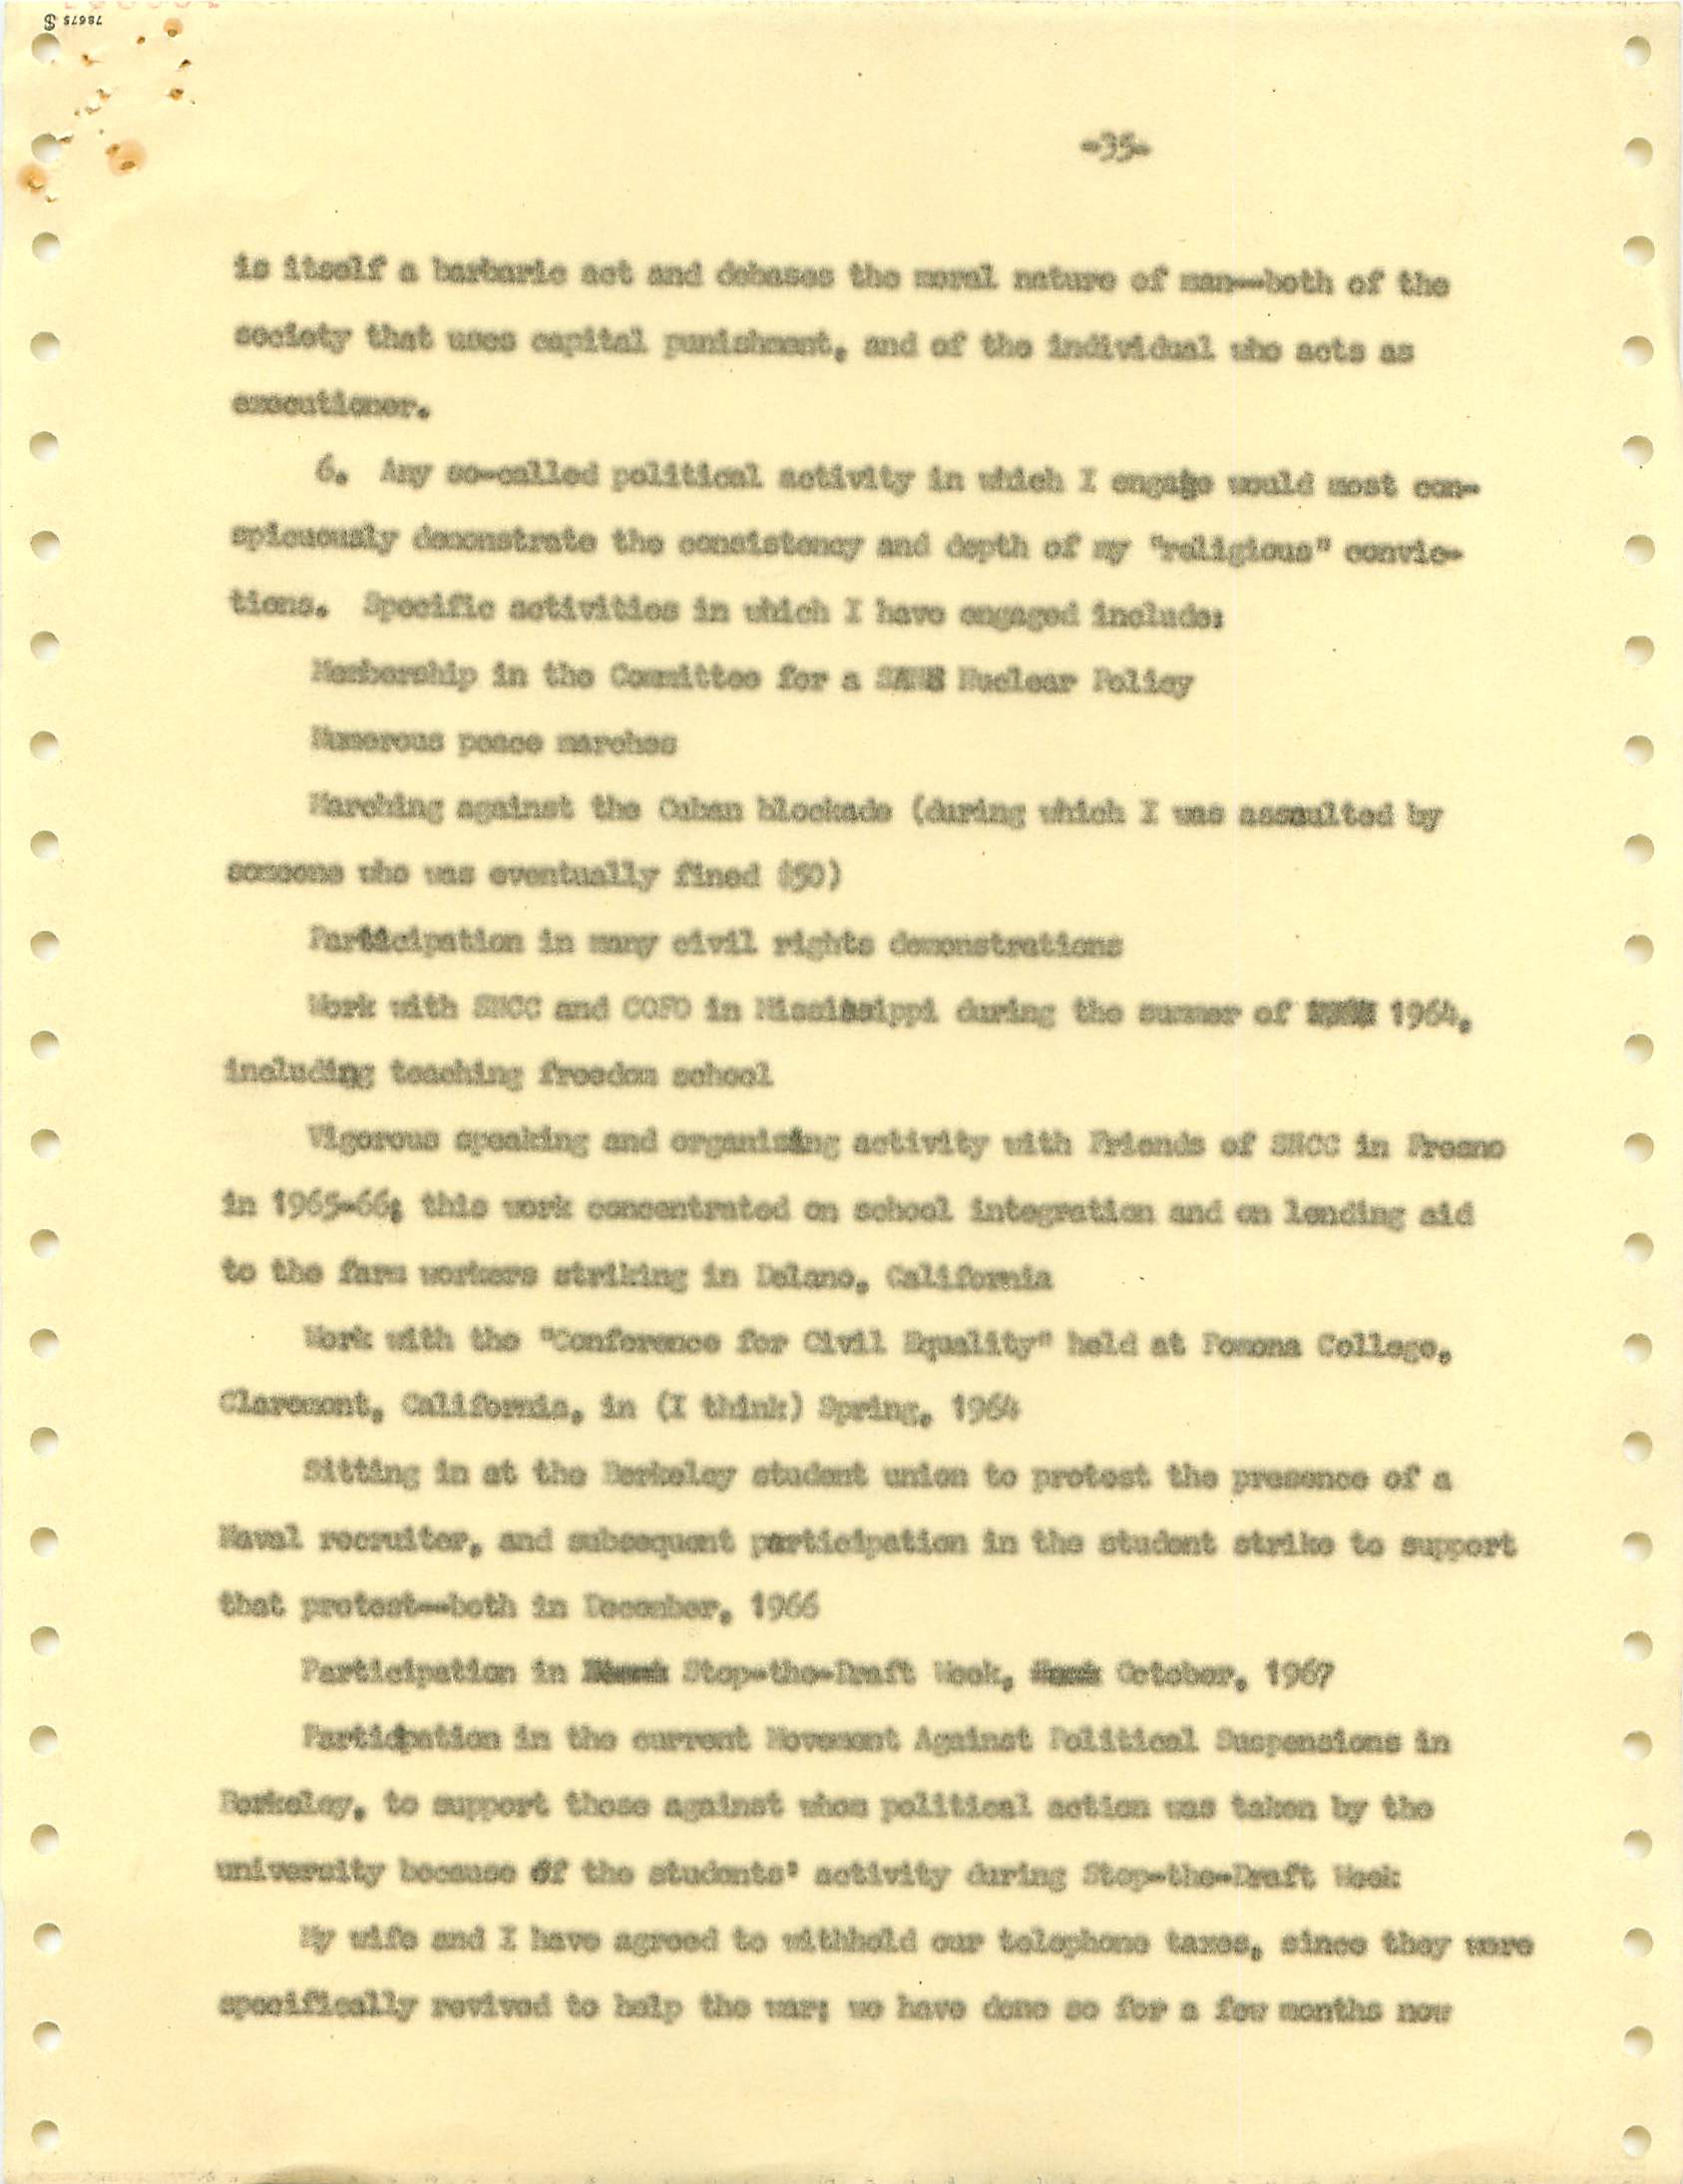 78675
-35-
is itself a barbaric act and debases the moral nature of man--both of the
society that uses capital punishment, and of the individual who acts as
executioner.
6. Any so-called political activity in which I engage would most con-
spicuously demonstrate the consistency and depth of my "religious" convic-
tions. Specific activities in which I have engaged include:
Membership in the Committee for a SANE Nuclear Policy
Numerous peace marches
Marching against the Cuban blockade (during which I was assaulted by
someone who was eventually fined $50)
Participation in many civil rights demonstrations
Work with SNCC and COFO in Mississippi during the summer of 1964,
including teaching freedom school
Vigorous speaking and organizing activity with Friends of SNCC in Fresno
in 1965-66; this work concentrated on school integration and on lending aid
to the farm workers striking in Delano, California
Work with the "Conference for Civil Equality" held at Pomona College,
Claremont, California, in (I think) Spring, 1964
Sitting in at the Berkeley student union to protest the presence of a
Naval recruiter, and subsequent participation in the student strike to support
that protest--both in December, 1966
Participation in Stop-the-Draft Week, October, 1967
Particpation in the current Movement Against Political Suspensions in
Berkeley, to support those against whom political action was taken by the
university because of the students' activity during Stop-the-Draft Week
My wife and I have agreed to withhold our telephone taxes, since they were
specifically revived to help the war; we have done so for a few months now